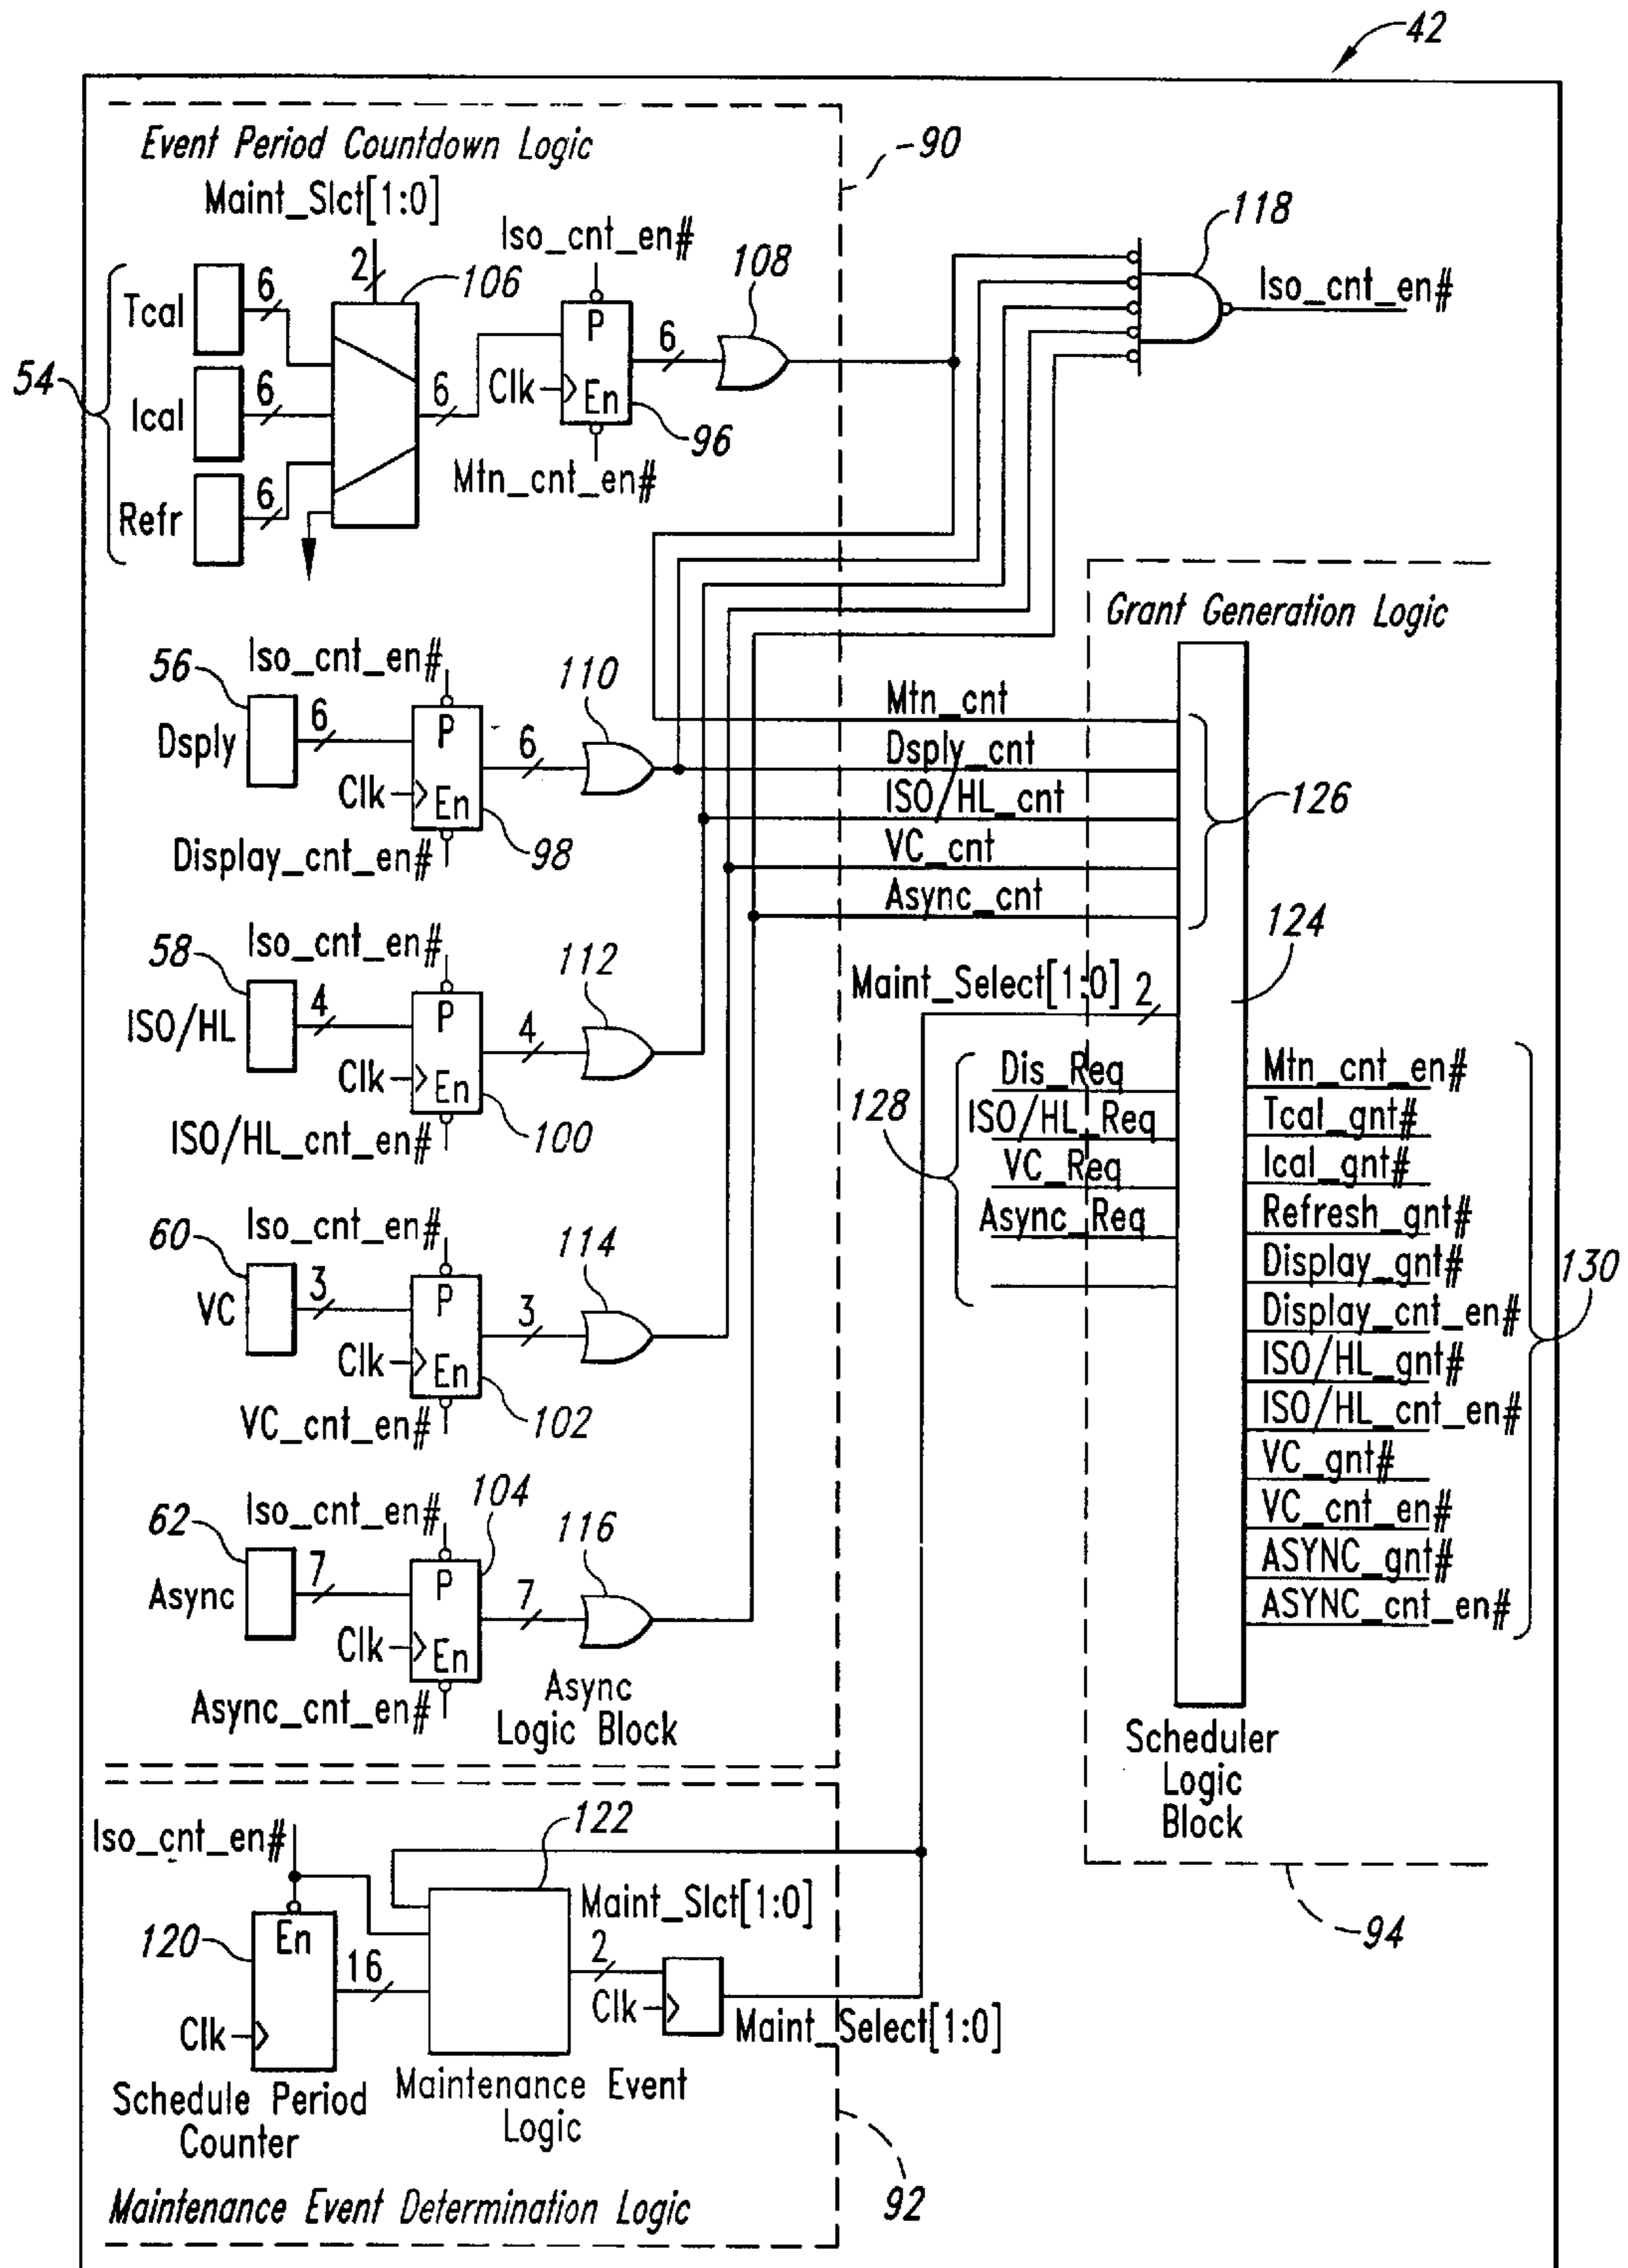 42
Event Period Countdown Logic
90
Maint_Slct[1:0]
118
Iso_cnt_en#
108
2
106
Iso_cnt_en#
Tcal
6
P
6
54
Clk
Ical
6
6
En
96
Mtn_cnt_en#
Refr
6
Grant Generation Logic
56
Iso_cnt_en#
110
Mtn_cnt
Dsply
6
P
6
Dsply_cnt
Clk
En
ISO/HL_cnt
126
Display_cnt_en#
98
VC_cnt
Async_cnt
124
58
Iso_cnt_en#
112
Maint_Select[1:0]
2
ISO/HL
4
P
4
Clk
En
Dis_Req
Mtn_cnt_en#
128
ISO/HL_Req
Tcal_gnt#
ISO/HL_cnt_en#
100
VC_Req
Ical_gnt#
Async_Req
Refresh_gnt#
60
Iso_cnt_en#
114
Display_gnt#
130
VC
3
P
3
Display_cnt_en#
Clk
En
ISO/HL_gnt#
VC_cnt_en#
102
ISO/HL_cnt_en#
VC_gnt#
62
Iso_cnt_en#
104
116
VC_cnt_en#
Async
7
P
7
ASYNC_gnt#
Clk
En
ASYNC_cnt_en#
Async_cnt_en#
Async
Logic Block
Scheduler
Logic
Block
Iso_cnt_en#
122
Maint_Slct[1:0]
94
120
En
16
2
Clk
Clk
Maint_Select[1:0]
Schedule Period
Counter
Maintenance Event
Logic
92
Maintenance Event Determination Logic